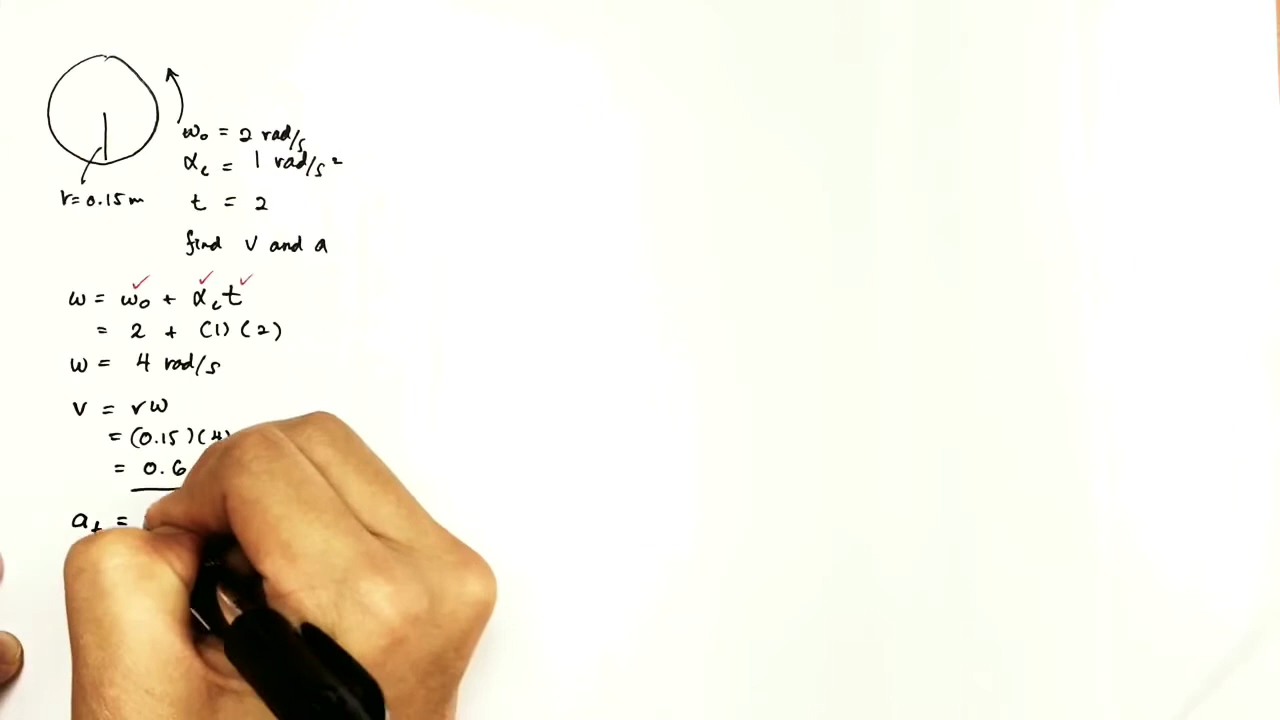 ω₀ = 2 rad/s
α꜀ = 1 rad/s²
r = 0.15 m
t = 2
find v and a
ω = ω₀ + α꜀t
= 2 + (1)(2)
ω = 4 rad/s
v = rω
= (0.15)(4)
= 0.6
aₜ =